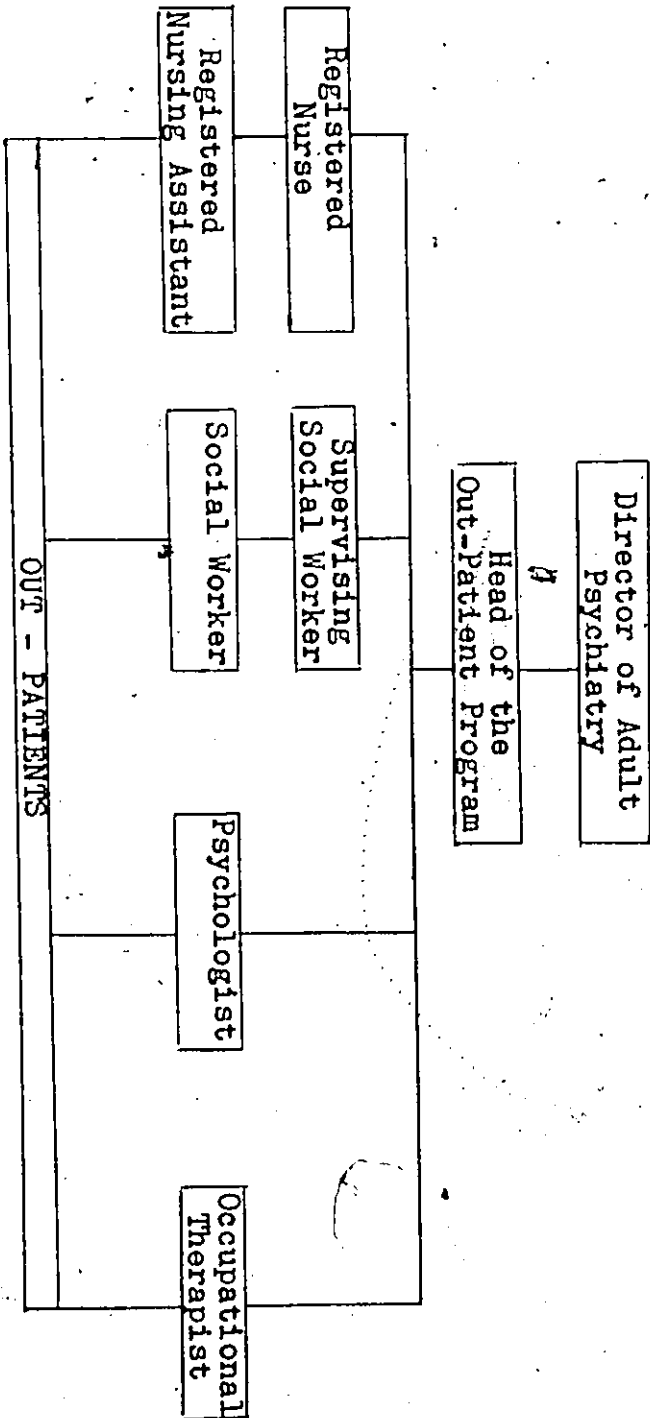 Director of Adult
Psychiatry
Head of the
Out-Patient Program
Registered
Nurse
Supervising
Social Worker
Registered
Nursing Assistant
Social Worker
Psychologist
Occupational
Therapist
OUT - PATIENTS